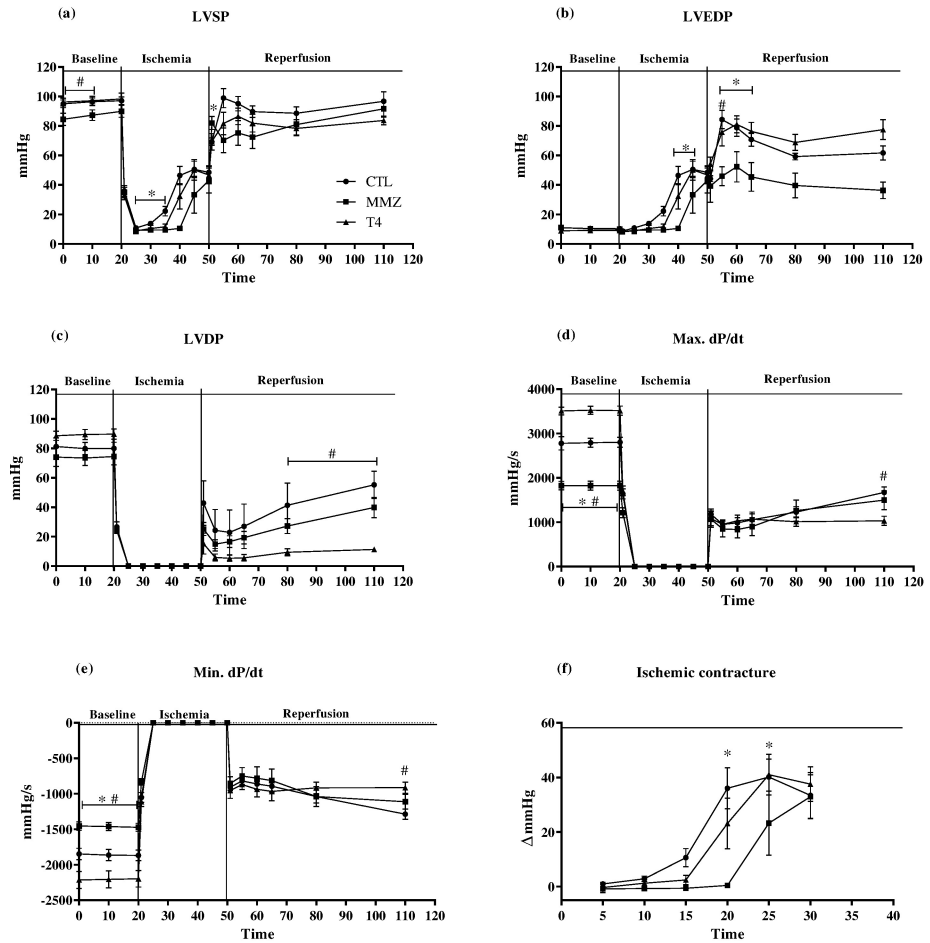 (a) LVSP
Baseline Ischemia Reperfusion
120
100
80
60
40
20
0
mmHg
# * *
CTL
MMZ
T4
0 10 20 30 40 50 60 70 80 90 100 110 120
Time
(b) LVEDP
Baseline Ischemia Reperfusion
120
100
80
60
40
20
0
mmHg
* # *
0 10 20 30 40 50 60 70 80 90 100 110 120
Time
(c) LVDP
Baseline Ischemia Reperfusion
120
100
80
60
40
20
0
mmHg
#
0 10 20 30 40 50 60 70 80 90 100 110 120
Time
(d) Max. dP/dt
Baseline Ischemia Reperfusion
4000
3000
2000
1000
0
mmHg/s
* # #
0 10 20 30 40 50 60 70 80 90 100 110 120
Time
(e) Min. dP/dt
Baseline Ischemia Reperfusion
0
-500
-1000
-1500
-2000
-2500
mmHg/s
* # #
0 10 20 30 40 50 60 70 80 90 100 110 120
Time
(f) Ischemic contracture
60
40
20
0
Δ mmHg
* *
0 5 10 15 20 25 30 40
Time